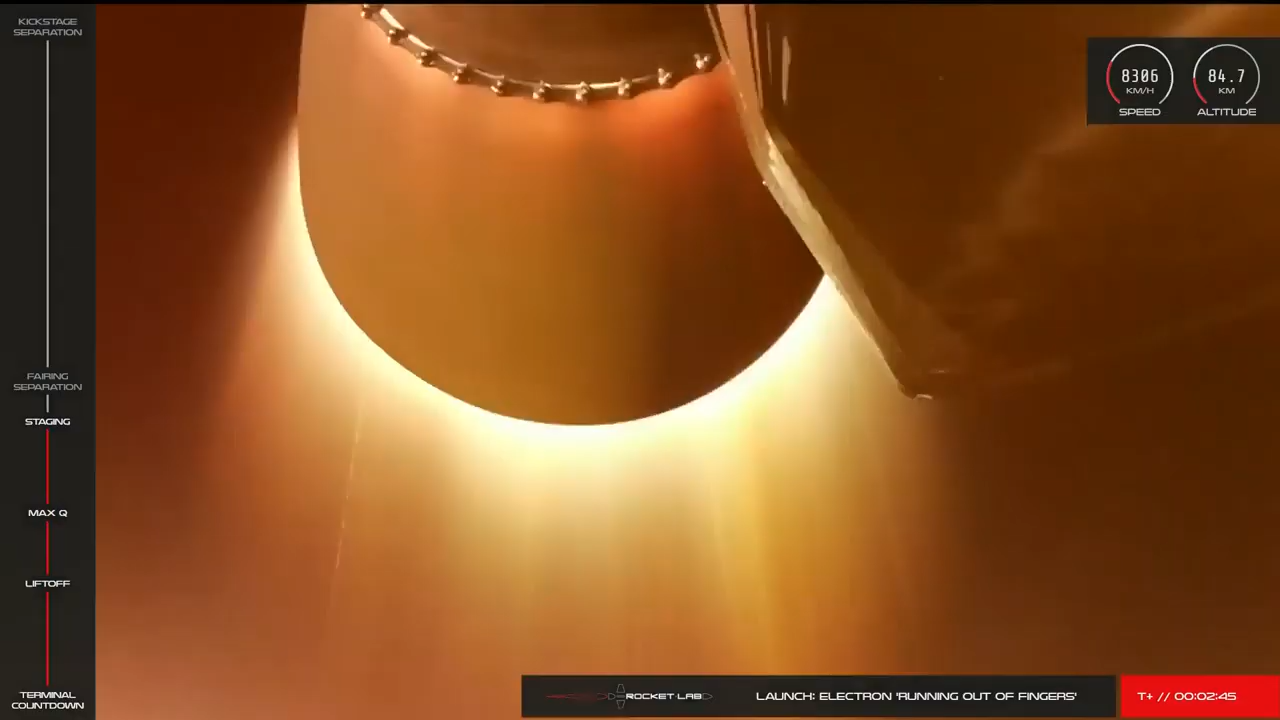 KICKSTAGE
SEPARATION
FAIRING
SEPARATION
STAGING
MAX Q
LIFTOFF
TERMINAL
COUNTDOWN
8306
KM/H
SPEED
84.7
KM
ALTITUDE
ROCKET LAB
LAUNCH: ELECTRON 'RUNNING OUT OF FINGERS'
T+ // 00:02:45